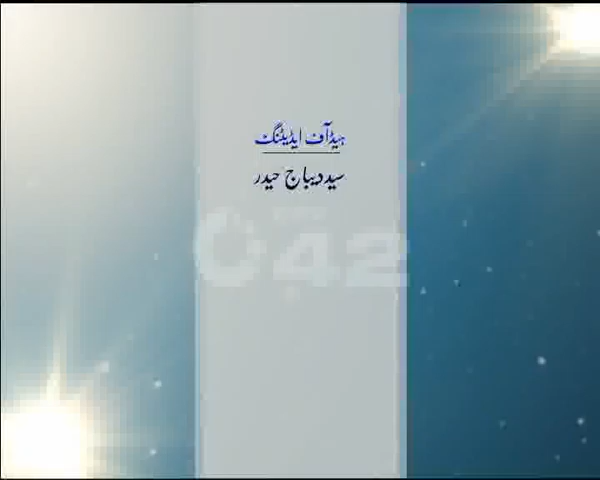 ہیڈ آف ایڈیٹنگ
سید دیباج حیدر
42